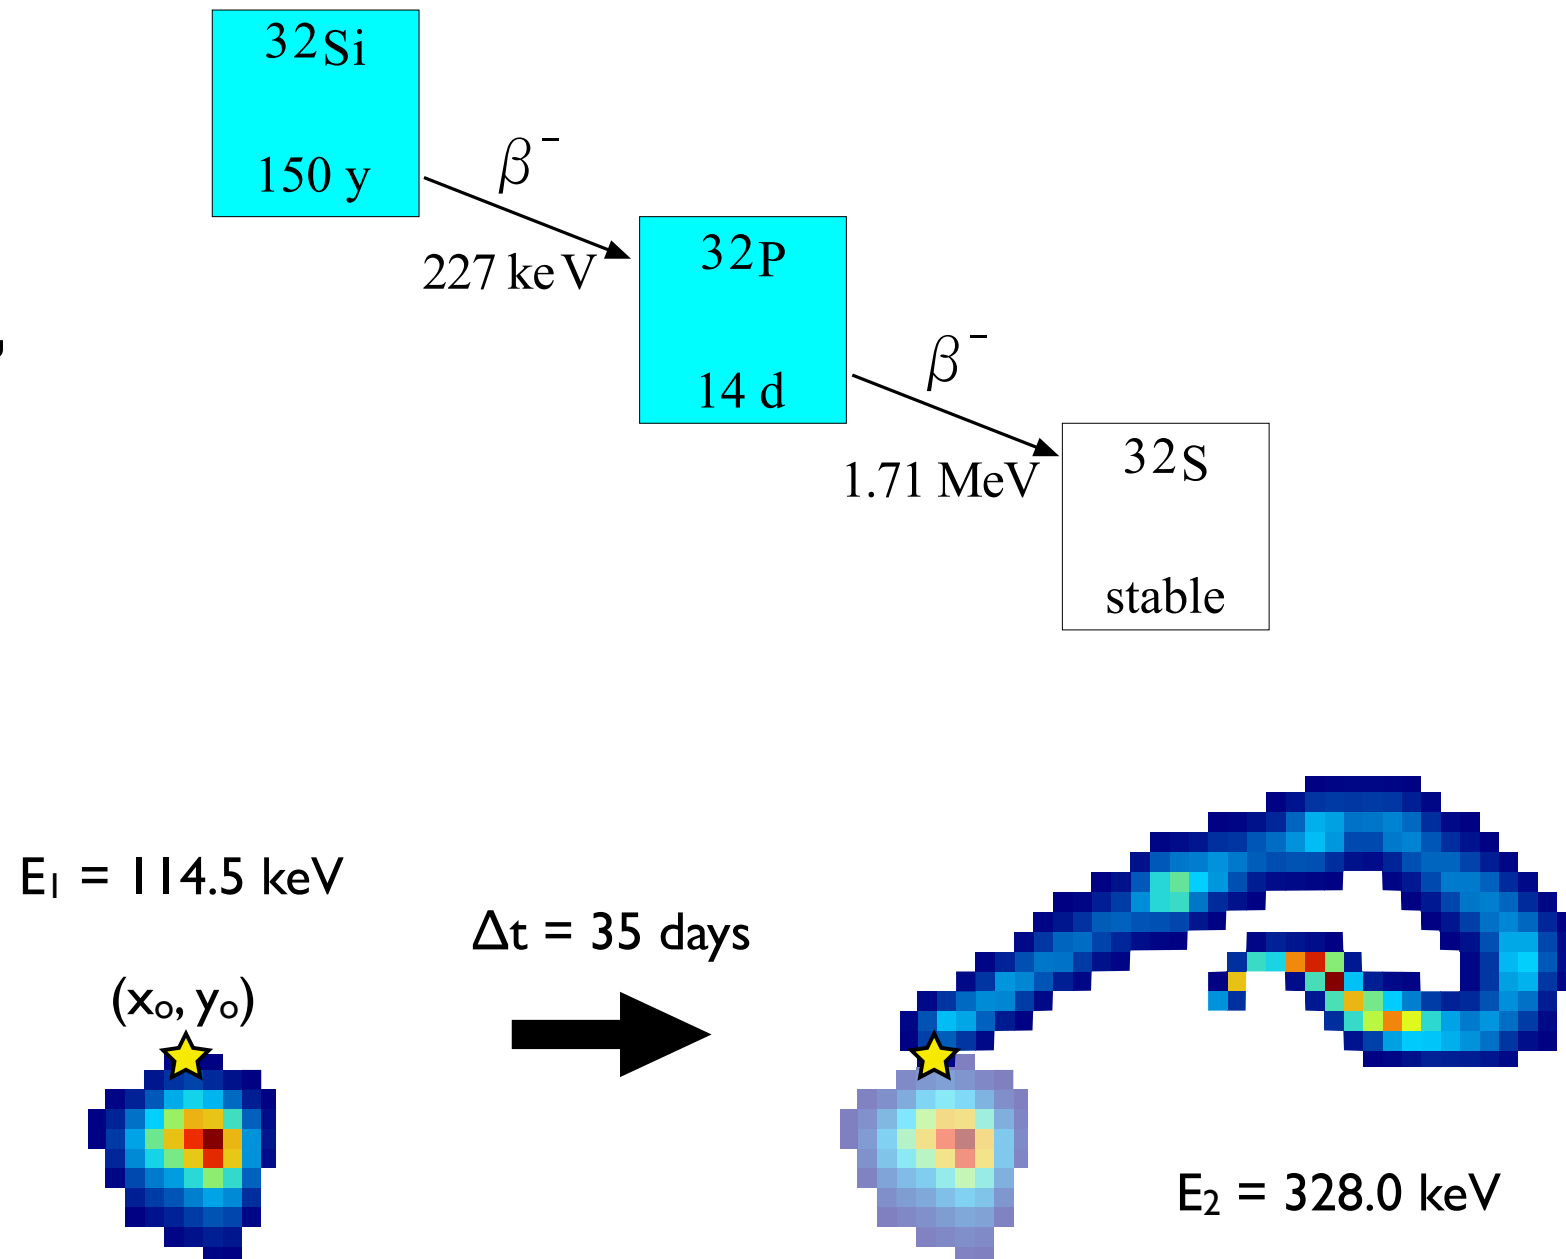 32Si
150 y
β⁻
227 keV
32P
14 d
β⁻
1.71 MeV
32S
stable
E₁ = 114.5 keV
Δt = 35 days
(x₀, y₀)
E₂ = 328.0 keV